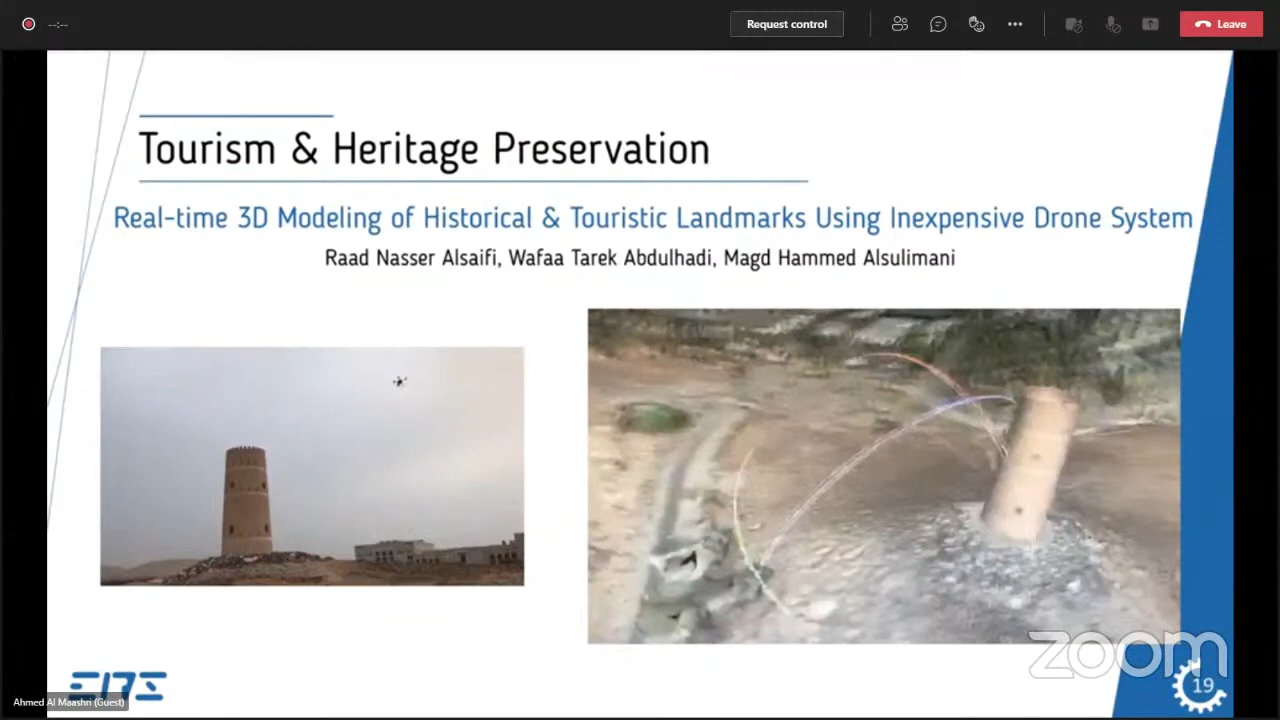 --:--
Request control
Leave
Tourism & Heritage Preservation
Real-time 3D Modeling of Historical & Touristic Landmarks Using Inexpensive Drone System
Raad Nasser Alsaifi, Wafaa Tarek Abdulhadi, Magd Hammed Alsulimani
zoom
19
Ahmed Al Maashri (Guest)